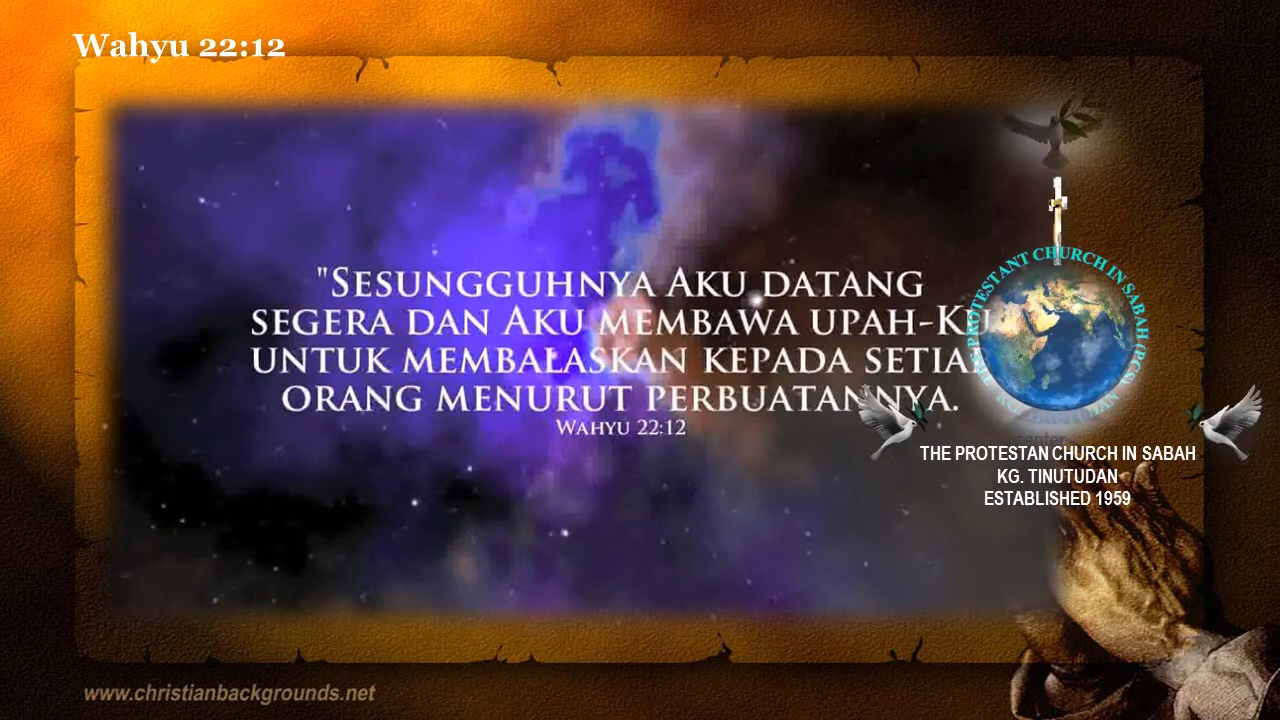 Wahyu 22:12
"SESUNGGUHNYA AKU DATANG
SEGERA DAN AKU MEMBAWA UPAH-KU
UNTUK MEMBALASKAN KEPADA SETIAP
ORANG MENURUT PERBUATANNYA.
WAHYU 22:12
THE PROTESTANT CHURCH IN SABAH (PCS)
THE PROTESTAN CHURCH IN SABAH
KG. TINUTUDAN
ESTABLISHED 1959
www.christianbackgrounds.net